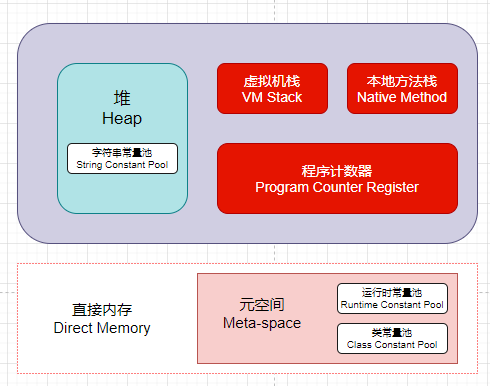 堆
Heap
字符串常量池
String Constant Pool
虚拟机栈
VM Stack
本地方法栈
Native Method
程序计数器
Program Counter Register
直接内存
Direct Memory
元空间
Meta-space
运行时常量池
Runtime Constant Pool
类常量池
Class Constant Pool